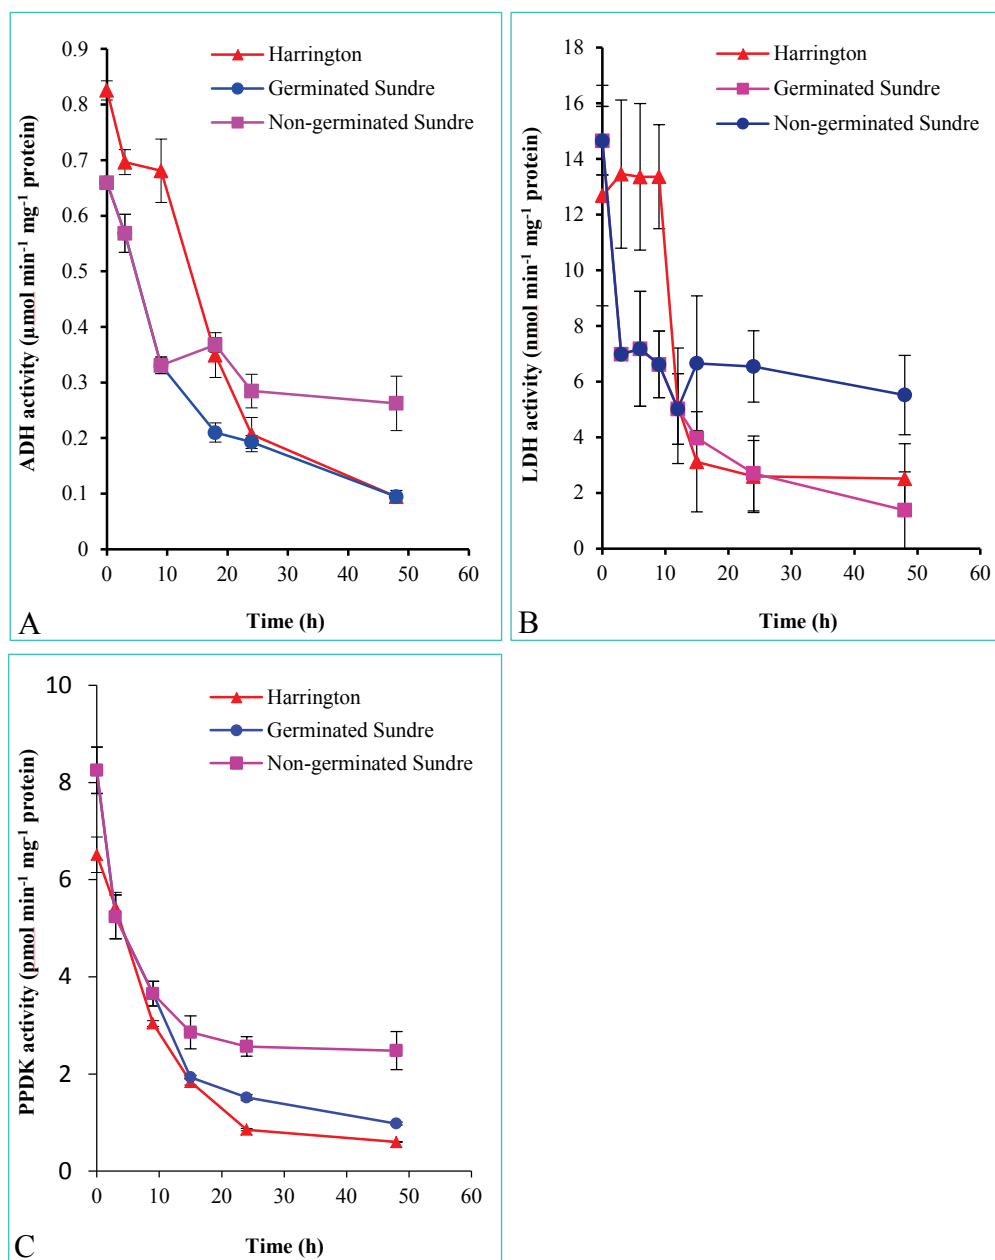 0.9
0.8
0.7
0.6
0.5
0.4
0.3
0.2
0.1
0
0 10 20 30 40 50 60
ADH activity (µmol min⁻¹ mg⁻¹ protein)
Time (h)
Harrington
Germinated Sundre
Non-germinated Sundre
A
18
16
14
12
10
8
6
4
2
0
0 10 20 30 40 50 60
LDH activity (nmol min⁻¹ mg⁻¹ protein)
Time (h)
Harrington
Germinated Sundre
Non-germinated Sundre
B
10
8
6
4
2
0
0 10 20 30 40 50 60
PPDK activity (pmol min⁻¹ mg⁻¹ protein)
Time (h)
Harrington
Germinated Sundre
Non-germinated Sundre
C